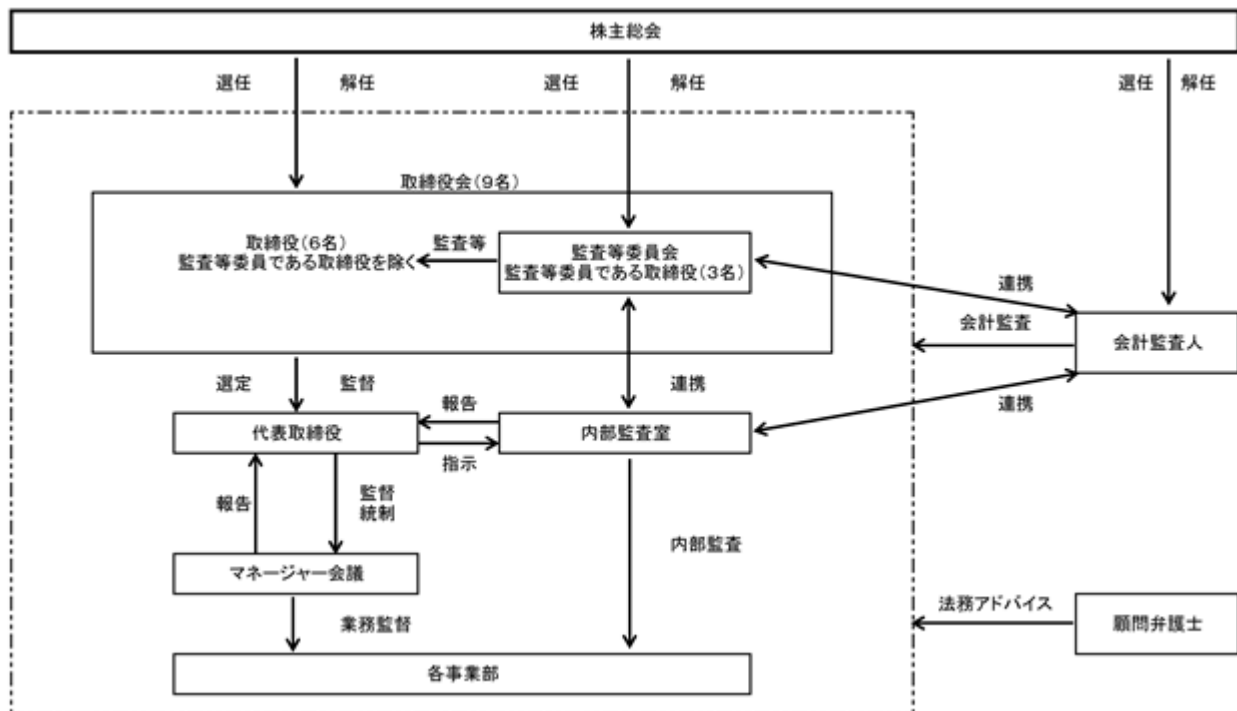 株主総会
選任
解任
選任
解任
選任
解任
取締役会(9名)
取締役(6名)
監査等委員である取締役を除く
監査等
監査等委員会
監査等委員である取締役(3名)
連携
会計監査
会計監査人
連携
選定
監督
連携
代表取締役
報告
指示
内部監査室
報告
監督
統制
内部監査
マネージャー会議
業務監督
法務アドバイス
顧問弁護士
各事業部